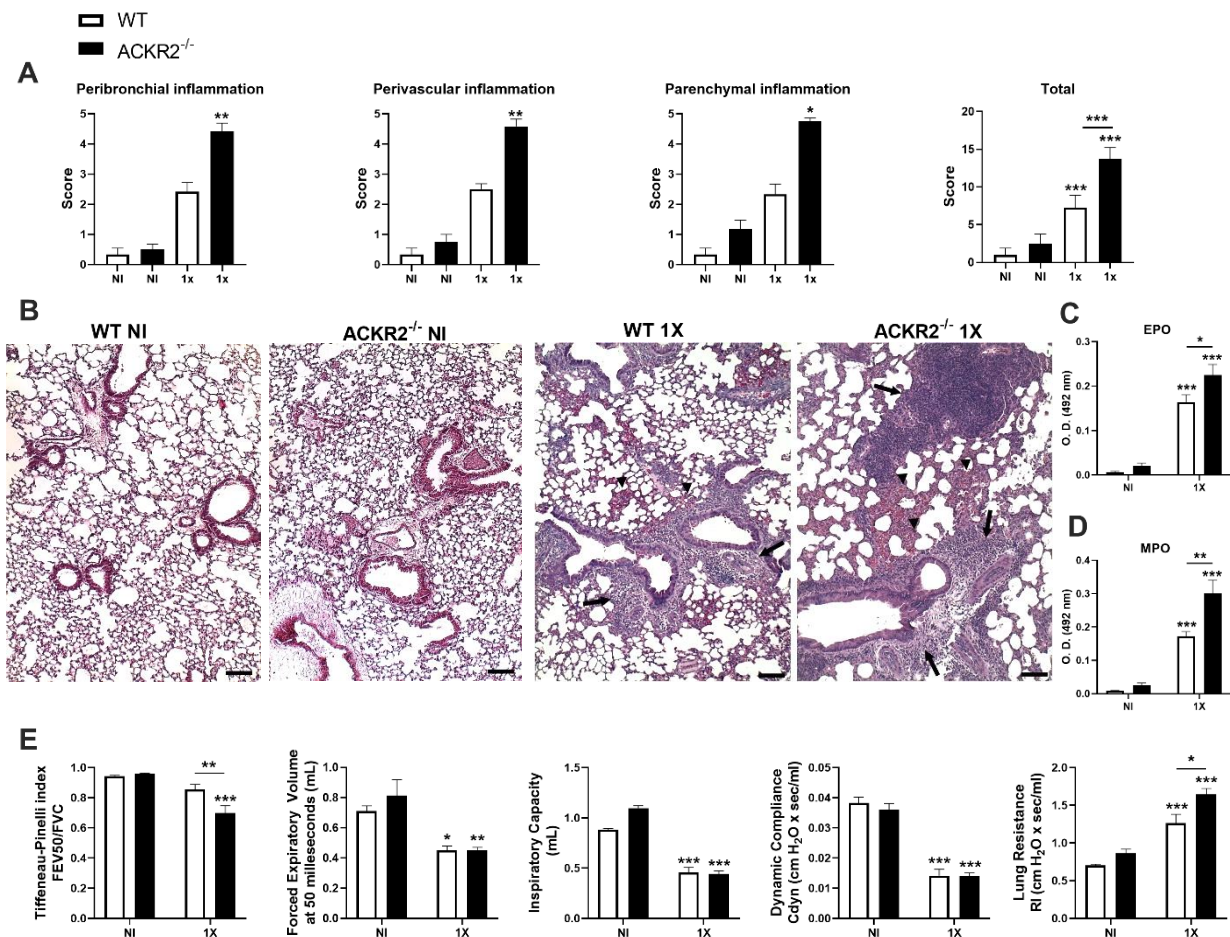 WT
ACKR2-/-
A
Peribronchial inflammation
Score
5
4
3
2
1
0
**
NI NI 1x 1x
Perivascular inflammation
Score
5
4
3
2
1
0
**
NI NI 1x 1x
Parenchymal inflammation
Score
5
4
3
2
1
0
*
NI NI 1x 1x
Total
Score
20
15
10
5
0
***
***
***
NI NI 1x 1x
B
WT NI
ACKR2-/- NI
WT 1X
ACKR2-/- 1X
C
EPO
O. D. (492 nm)
0.3
0.2
0.1
0.0
*
***
***
NI 1X
D
MPO
O. D. (492 nm)
0.4
0.3
0.2
0.1
0.0
**
***
***
NI 1X
E
Tiffeneau-Pinelli index
FEV50/FVC
1.0
0.8
0.6
0.4
0.2
0.0
**
***
NI 1X
Forced Expiratory Volume
at 50 milleseconds (mL)
1.0
0.8
0.6
0.4
0.2
0.0
* **
NI 1X
Inspiratory Capacity
(mL)
1.5
1.0
0.5
0.0
*** ***
NI 1X
Dynamic Compliance
Cdyn (cm H2O x sec/ml)
0.05
0.04
0.03
0.02
0.01
0.00
*** ***
NI 1X
Lung Resistance
RI (cm H2O x sec/ml)
2.0
1.5
1.0
0.5
0.0
*
***
***
NI 1X